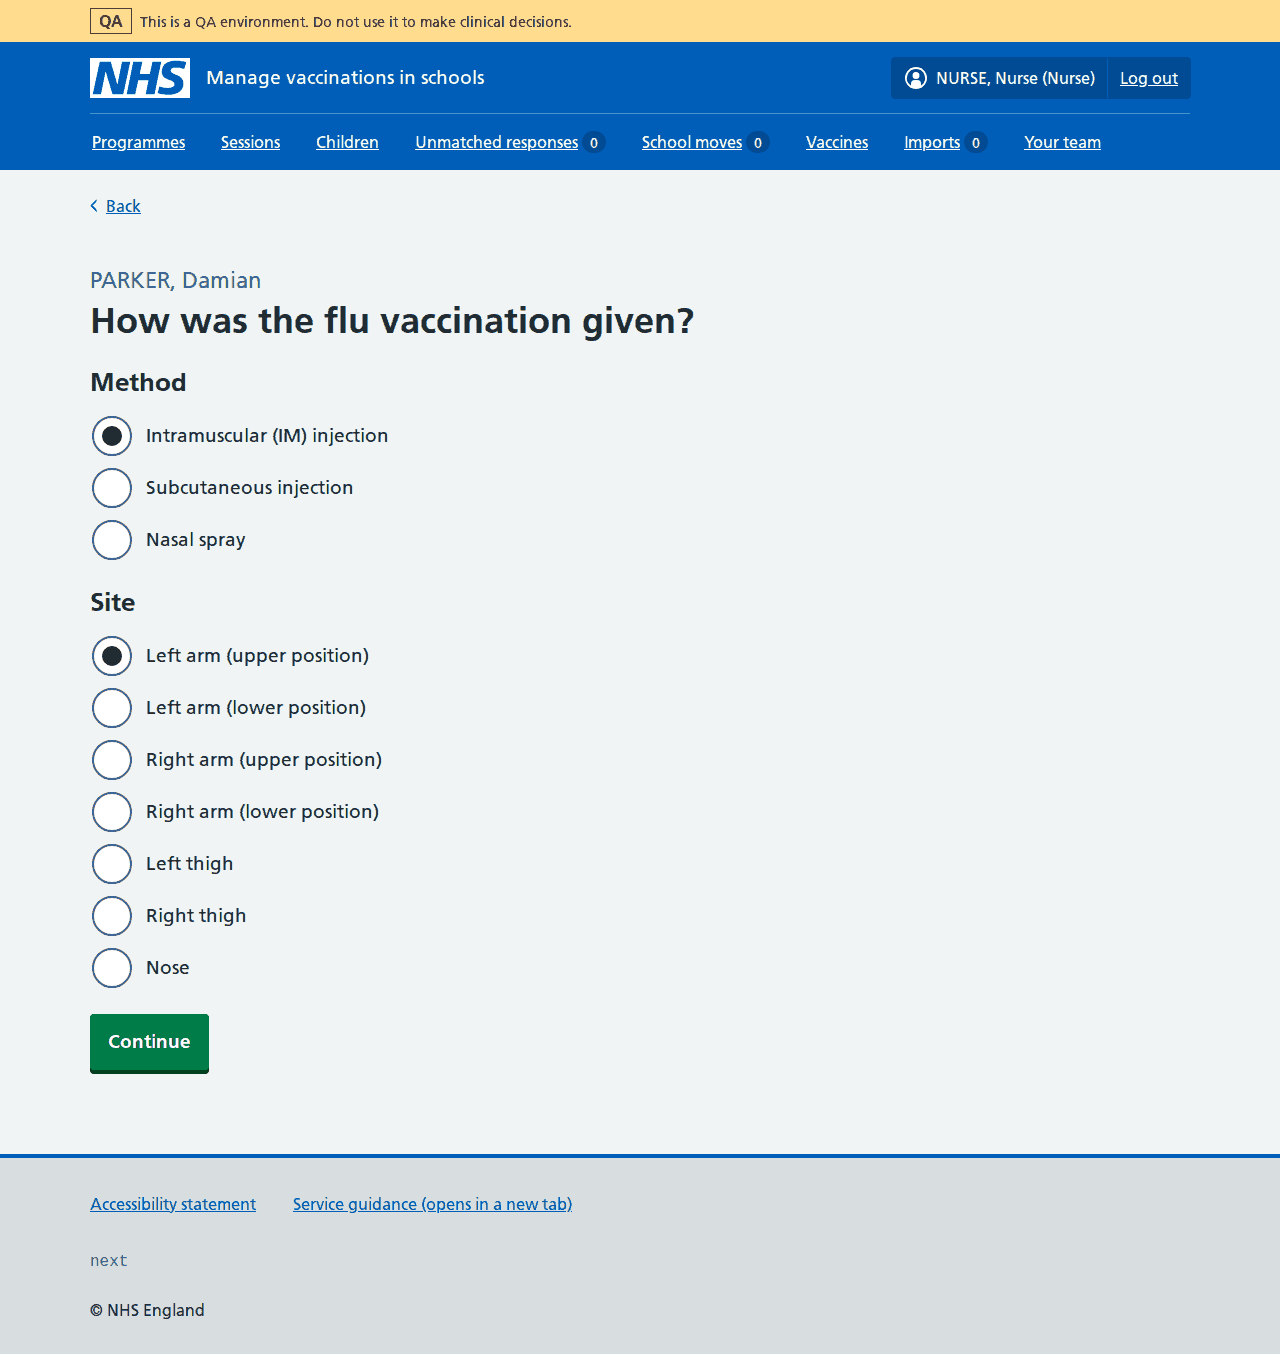 QA This is a QA environment. Do not use it to make clinical decisions.
NHS Manage vaccinations in schools NURSE, Nurse (Nurse) Log out
Programmes Sessions Children Unmatched responses 0 School moves 0 Vaccines Imports 0 Your team
Back
PARKER, Damian
How was the flu vaccination given?
Method
Intramuscular (IM) injection
Subcutaneous injection
Nasal spray
Site
Left arm (upper position)
Left arm (lower position)
Right arm (upper position)
Right arm (lower position)
Left thigh
Right thigh
Nose
Continue
Accessibility statement Service guidance (opens in a new tab)
next
© NHS England